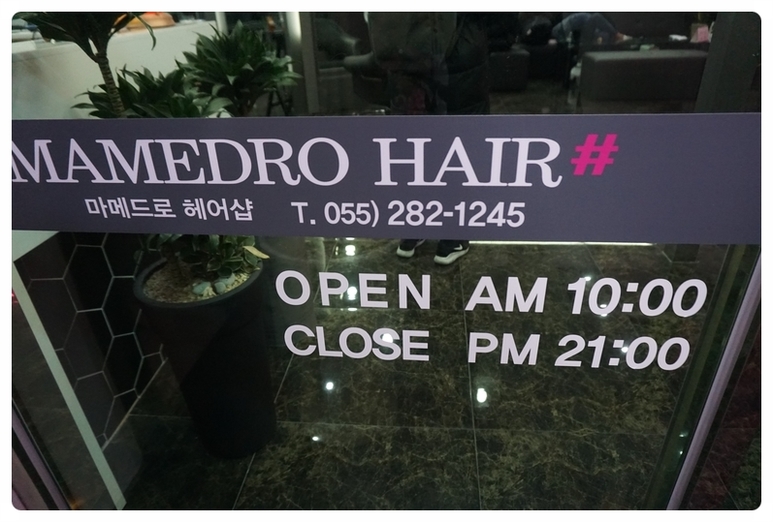 MAMEDRO HAIR#
마메드로 헤어샵 T. 055) 282-1245
OPEN AM 10:00
CLOSE PM 21:00